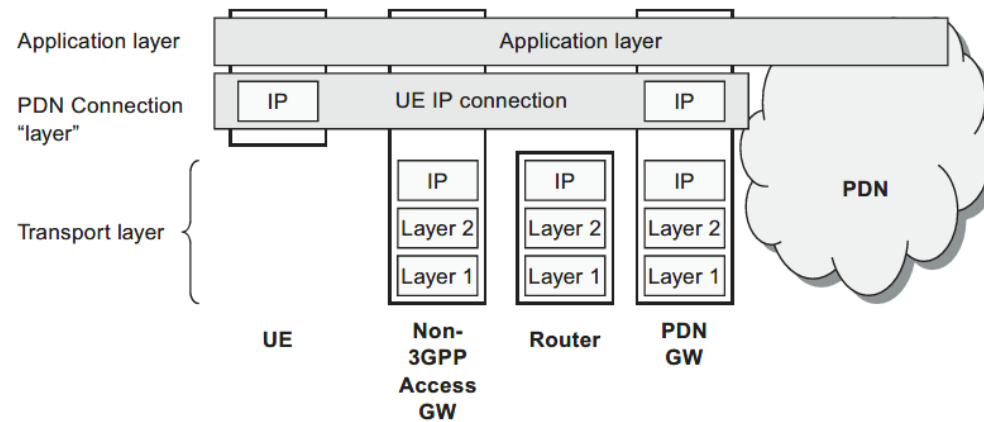 Application layer
Application layer
PDN Connection
“layer”
IP
UE IP connection
IP
Transport layer
IP
IP
IP
PDN
Layer 2
Layer 2
Layer 2
Layer 1
Layer 1
Layer 1
UE
Non-
3GPP
Access
GW
Router
PDN
GW